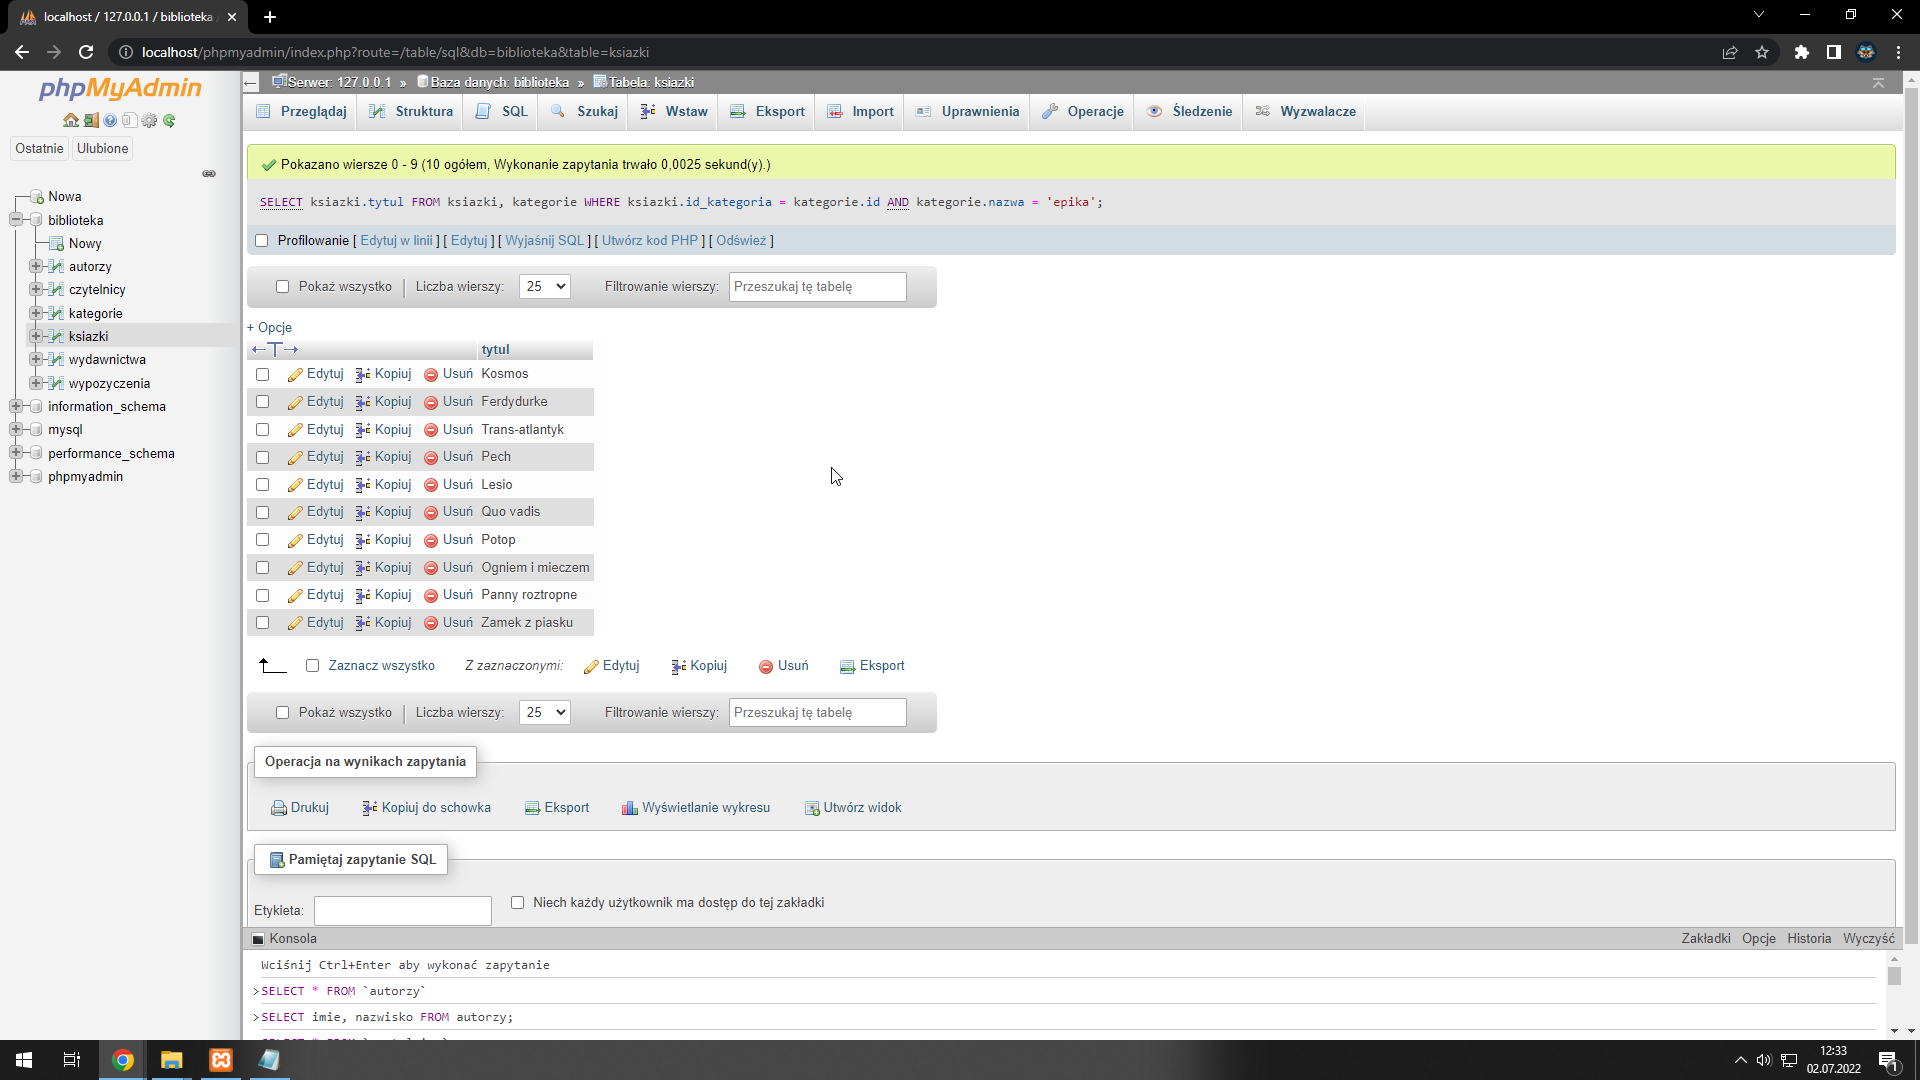 localhost / 127.0.0.1 / biblioteka
localhost/phpmyadmin/index.php?route=/table/sql&db=biblioteka&table=ksiazki
phpMyAdmin
Ostatnie Ulubione
Nowa
biblioteka
Nowy
autorzy
czytelnicy
kategorie
ksiazki
wydawnictwa
wypozyczenia
information_schema
mysql
performance_schema
phpmyadmin
Serwer: 127.0.0.1 » Baza danych: biblioteka » Tabela: ksiazki
Przeglądaj Struktura SQL Szukaj Wstaw Eksport Import Uprawnienia Operacje Śledzenie Wyzwalacze
Pokazano wiersze 0 - 9 (10 ogółem, Wykonanie zapytania trwało 0,0025 sekund(y).)
SELECT ksiazki.tytul FROM ksiazki, kategorie WHERE ksiazki.id_kategoria = kategorie.id AND kategorie.nazwa = 'epika';
Profilowanie [ Edytuj w linii ] [ Edytuj ] [ Wyjaśnij SQL ] [ Utwórz kod PHP ] [ Odśwież ]
Pokaż wszystko Liczba wierszy: 25 Filtrowanie wierszy: Przeszukaj tę tabelę
+ Opcje
←T→ tytul
Edytuj Kopiuj Usuń Kosmos
Edytuj Kopiuj Usuń Ferdydurke
Edytuj Kopiuj Usuń Trans-atlantyk
Edytuj Kopiuj Usuń Pech
Edytuj Kopiuj Usuń Lesio
Edytuj Kopiuj Usuń Quo vadis
Edytuj Kopiuj Usuń Potop
Edytuj Kopiuj Usuń Ogniem i mieczem
Edytuj Kopiuj Usuń Panny roztropne
Edytuj Kopiuj Usuń Zamek z piasku
Zaznacz wszystko Z zaznaczonymi: Edytuj Kopiuj Usuń Eksport
Pokaż wszystko Liczba wierszy: 25 Filtrowanie wierszy: Przeszukaj tę tabelę
Operacja na wynikach zapytania
Drukuj Kopiuj do schowka Eksport Wyświetlanie wykresu Utwórz widok
Pamiętaj zapytanie SQL
Etykieta: Niech każdy użytkownik ma dostęp do tej zakładki
Konsola Zakładki Opcje Historia Wyczyść
Wciśnij Ctrl+Enter aby wykonać zapytanie
>SELECT * FROM `autorzy`
>SELECT imie, nazwisko FROM autorzy;
12:33
02.07.2022
1